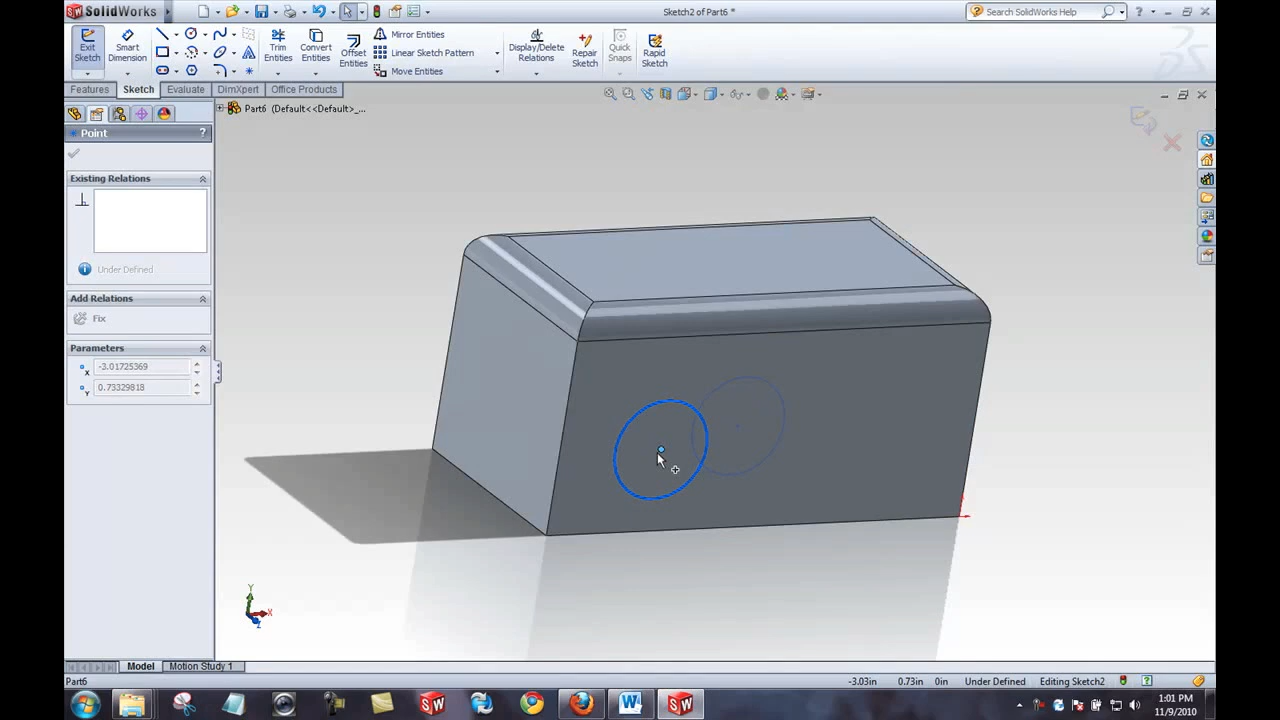 SolidWorks
Sketch2 of Part6 *
Search SolidWorks Help
Exit Sketch
Smart Dimension
Trim Entities
Convert Entities
Offset Entities
Mirror Entities
Linear Sketch Pattern
Move Entities
Display/Delete Relations
Repair Sketch
Quick Snaps
Rapid Sketch
Features
Sketch
Evaluate
DimXpert
Office Products
Part6 (Default<<Default>_...
Point
?
Existing Relations
Under Defined
Add Relations
Fix
Parameters
X -3.01725369
Y 0.73329818
Y
X
Z
Model
Motion Study 1
Part6
-3.03in
0.73in
0in
Under Defined
Editing Sketch2
1:01 PM
11/9/2010